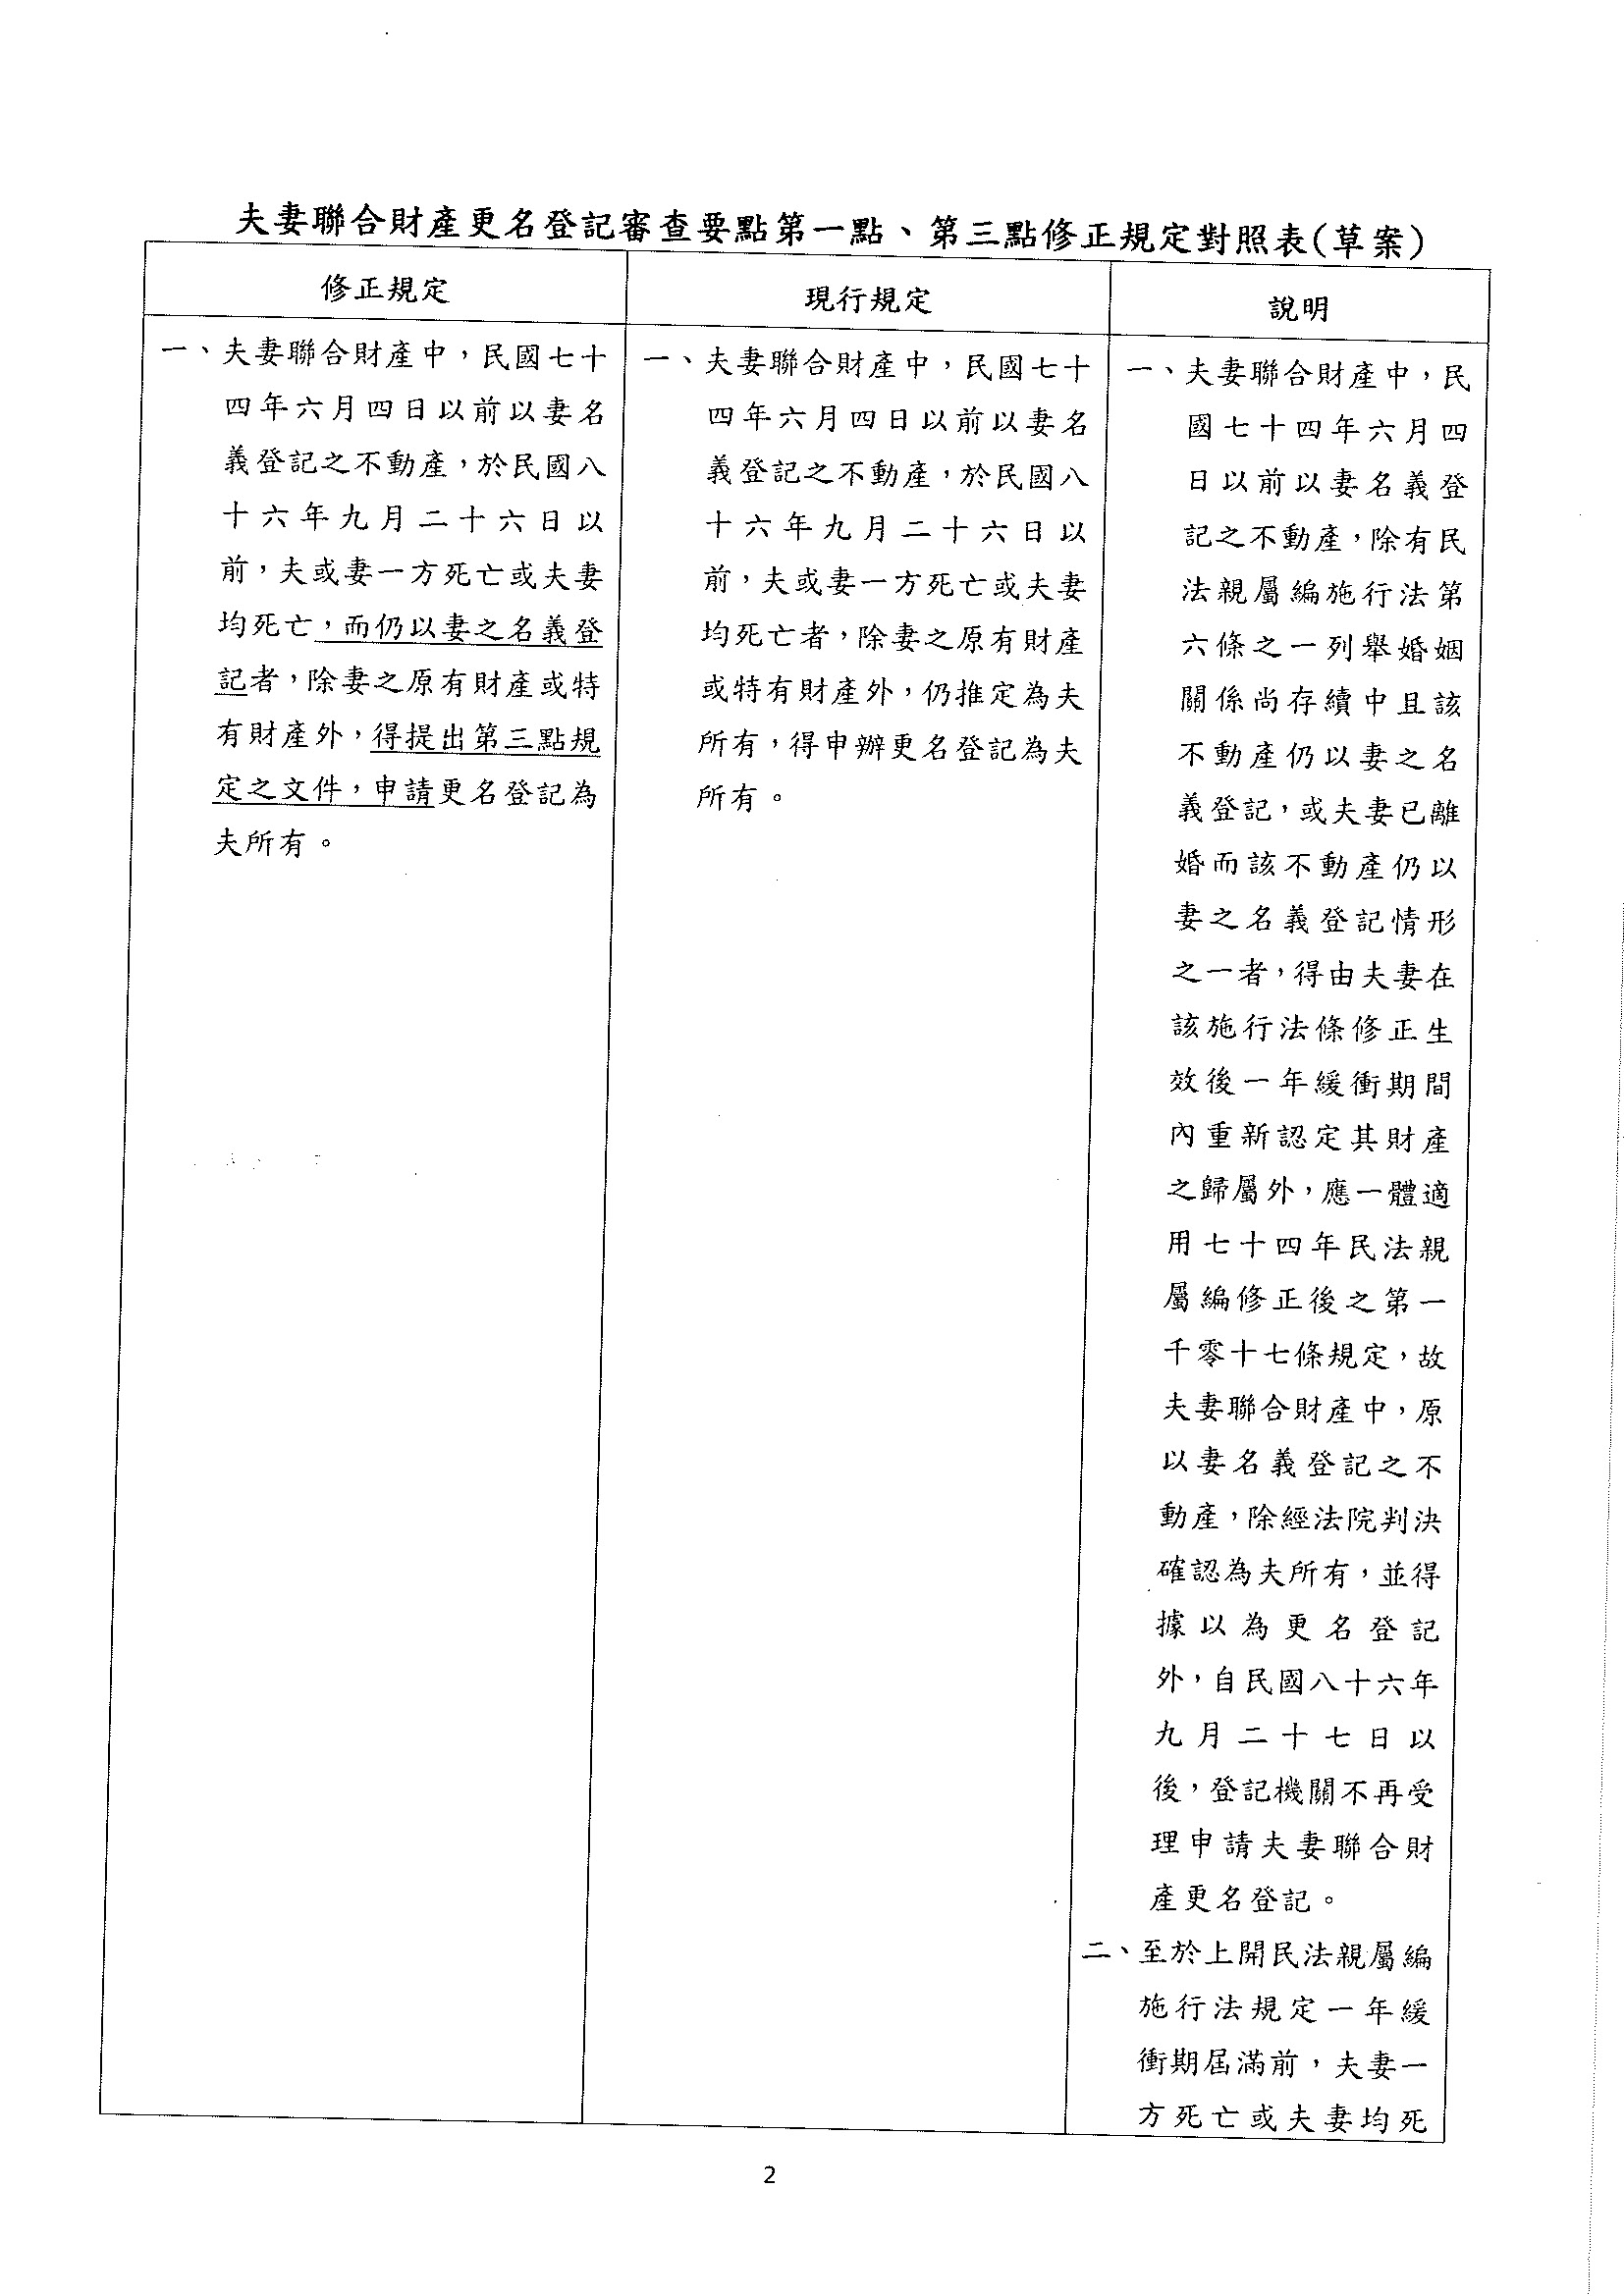 夫妻聯合財產更名登記審查要點第一點、第三點修正規定對照表(草案)
修正規定
一、夫妻聯合財產中，民國七十
四年六月四日以前以妻名
義登記之不動產，於民國八
十六年九月二十六日以
前，夫或妻一方死亡或夫妻
均死亡，而仍以妻之名義登
記者，除妻之原有財產或特
有財產外，得提出第三點規
定之文件，申請更名登記為
夫所有。
現行規定
一、夫妻聯合財產中，民國七十
四年六月四日以前以妻名
義登記之不動產，於民國八
十六年九月二十六日以
前，夫或妻一方死亡或夫妻
均死亡者，除妻之原有財產
或特有財產外，仍推定為夫
所有，得申辦更名登記為夫
所有。
說明
一、夫妻聯合財產中，民
國七十四年六月四
日以前以妻名義登
記之不動產，除有民
法親屬編施行法第
六條之一列舉婚姻
關係尚存續中且該
不動產仍以妻之名
義登記，或夫妻已離
婚而該不動產仍以
妻之名義登記情形
之一者，得由夫妻在
該施行法條修正生
效後一年緩衝期間
內重新認定其財產
之歸屬外，應一體適
用七十四年民法親
屬編修正後之第一
千零十七條規定，故
夫妻聯合財產中，原
以妻名義登記之不
動產，除經法院判決
確認為夫所有，並得
據以為更名登記
外，自民國八十六年
九月二十七日以
後，登記機關不再受
理申請夫妻聯合財
產更名登記。
二、至於上開民法親屬編
施行法規定一年緩
衝期屆滿前，夫妻一
方死亡或夫妻均死
2